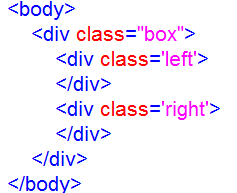 <body>
<div class="box">
<div class='left'>
</div>
<div class='right'>
</div>
</div>
</body>